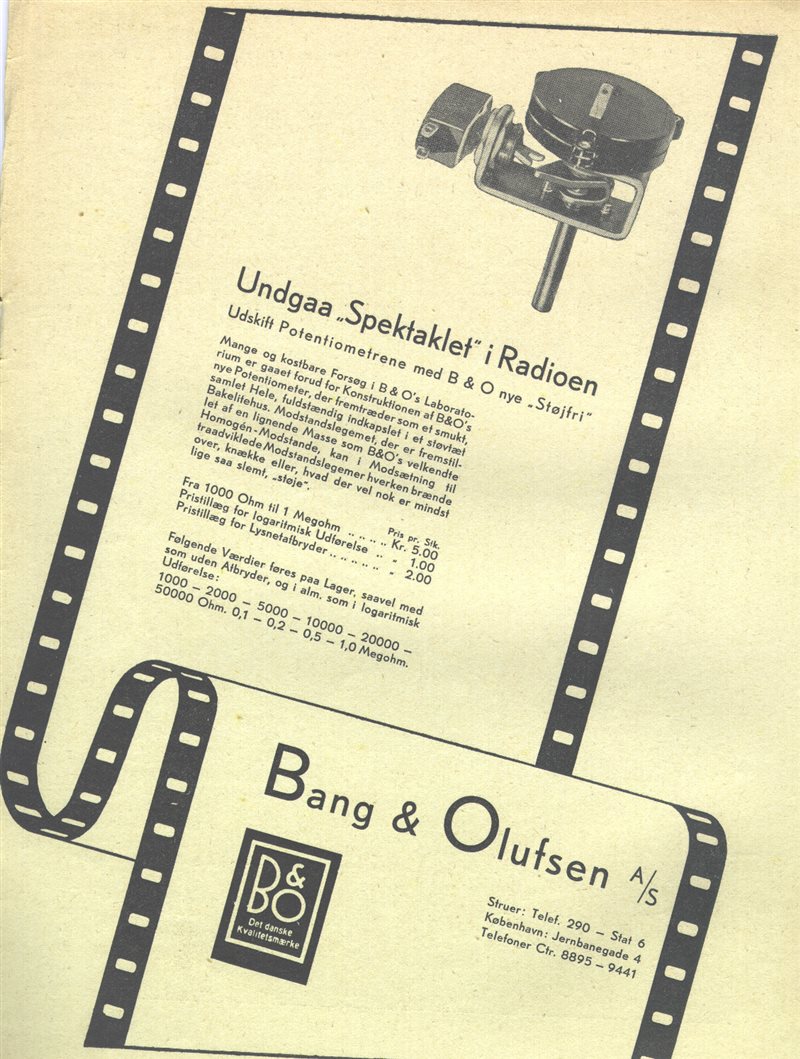 Undgaa „Spektaklet“ i Radioen
Udskift Potentiometrene med B & O nye „Støjfri“
Mange og kostbare Forsøg i B & O's Laborato-
rium er gaaet forud for Konstruktionen af B&O's
nye Potentiometer, der fremtræder som et smukt,
samlet Hele, fuldstændig indkapslet i et støvtæt
Bakelitehus. Modstandslegemet, der er fremstil-
let af en lignende Masse som B&O's velkendte
Homogén-Modstande, kan i Modsætning til
traadviklede Modstandslegemer hverken brænde
over, knække eller, hvad der vel nok er mindst
lige saa slemt, „støje“.
Pris pr. Stk.
Fra 1000 Ohm til 1 Megohm .. .. .. .. Kr. 5.00
Pristillæg for logaritmisk Udførelse .. „ 1.00
Pristillæg for Lysnetafbryder .. .. .. .. .. „ 2.00
Følgende Værdier føres paa Lager, saavel med
som uden Afbryder, og i alm. som i logaritmisk
Udførelse:
1000 – 2000 – 5000 – 10000 – 20000 –
50000 Ohm. 0,1 – 0,2 – 0,5 – 1,0 Megohm.
Bang & Olufsen A/S
B&O
Det danske
Kvalitetsmærke
Struer: Telef. 290 – Stat 6
København: Jernbanegade 4
Telefoner Ctr. 8895 – 9441